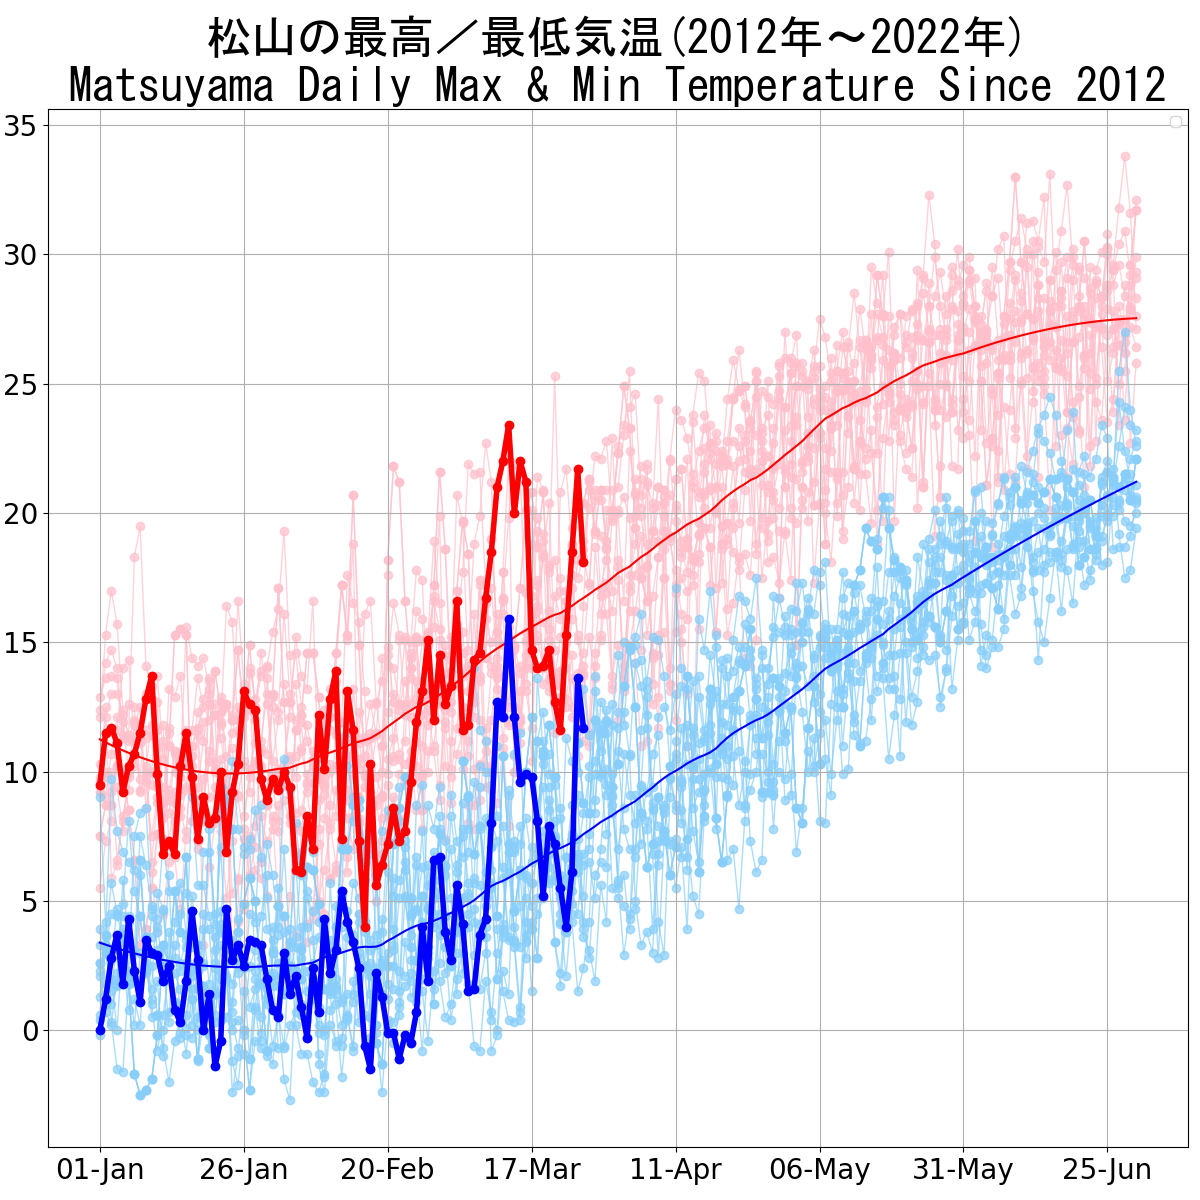 松山の最高／最低気温(2012年～2022年)
Matsuyama Daily Max & Min Temperature Since 2012
35
30
25
20
15
10
5
0
01-Jan 26-Jan 20-Feb 17-Mar 11-Apr 06-May 31-May 25-Jun